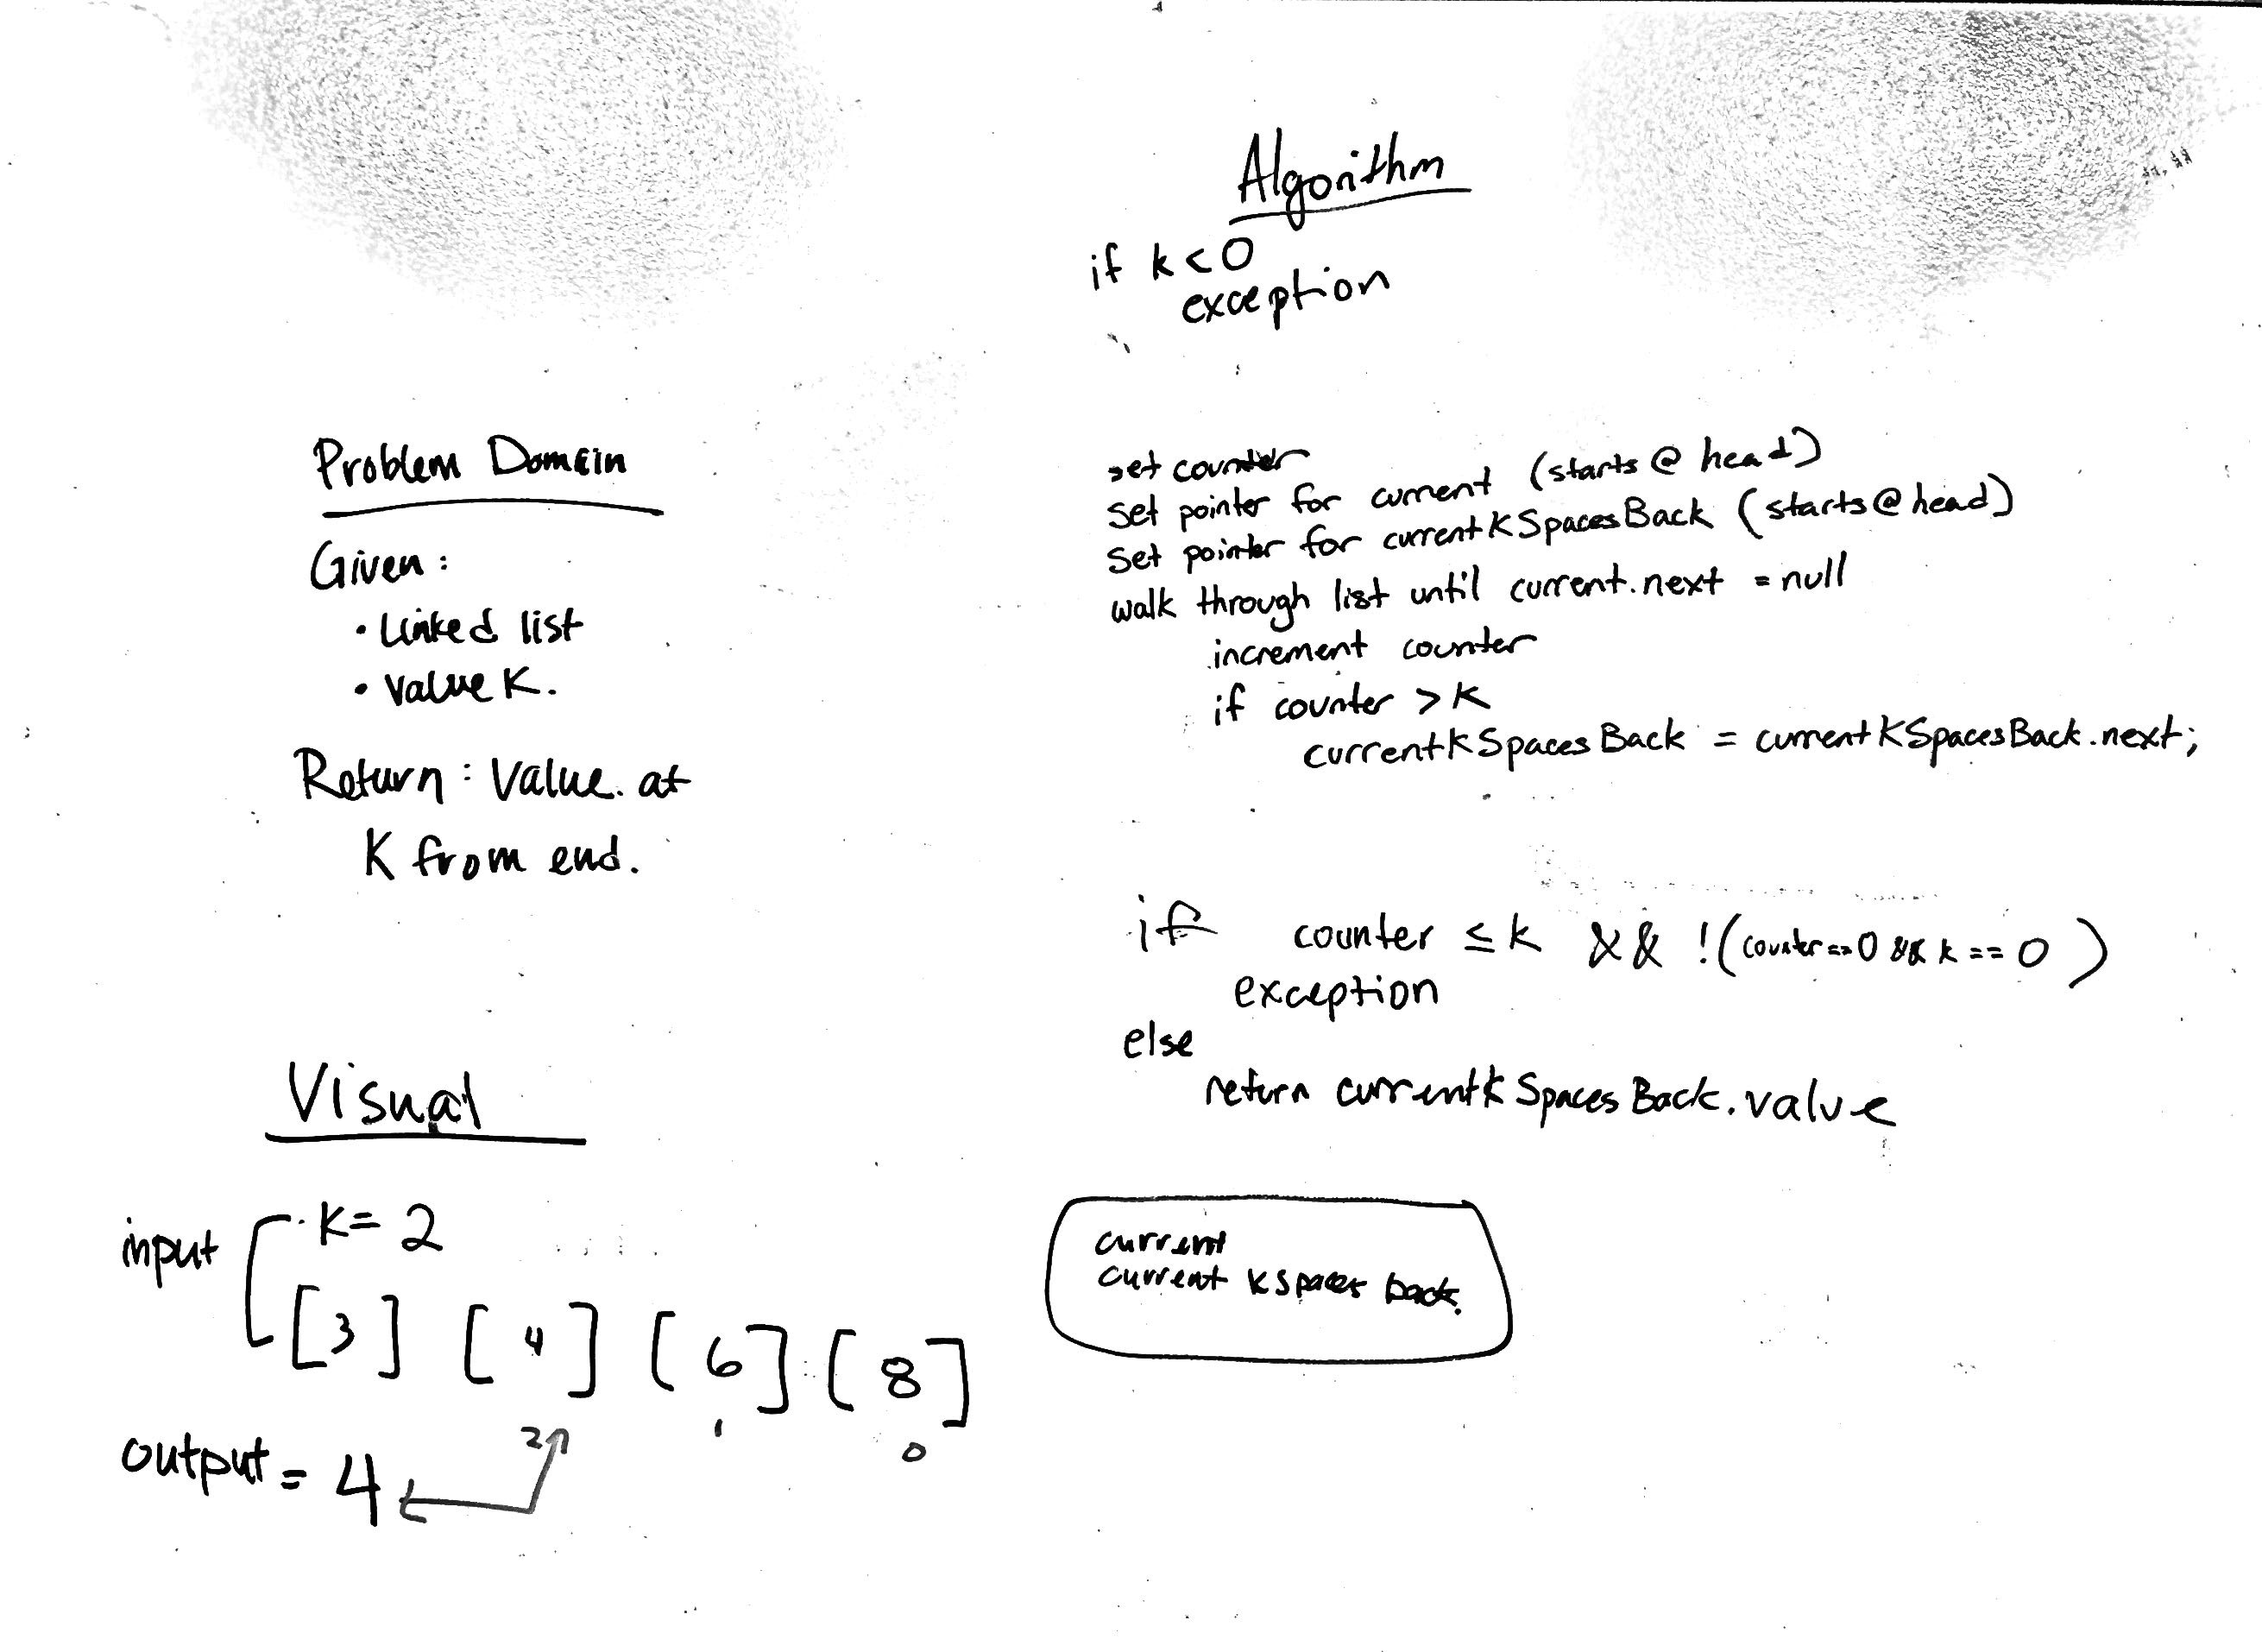 Problem Domain
Given:
• Linked list
• value K.
Return: Value. at
K from end.
Visual
input
k= 2
[3] [4] [6] [8]
2 1 0
output = 4
Algorithm
if k<0
exception
set counter
set pointer for current (starts@head)
Set pointer for currentKSpacesBack (starts@head)
walk through list until current.next = null
increment counter
if counter >K
currentKSpacesBack = currentKSpacesBack.next;
if counter ≤k && !(counter==0 && k==0)
exception
else
return currentkSpacesBack.value
current
current k spaces back.